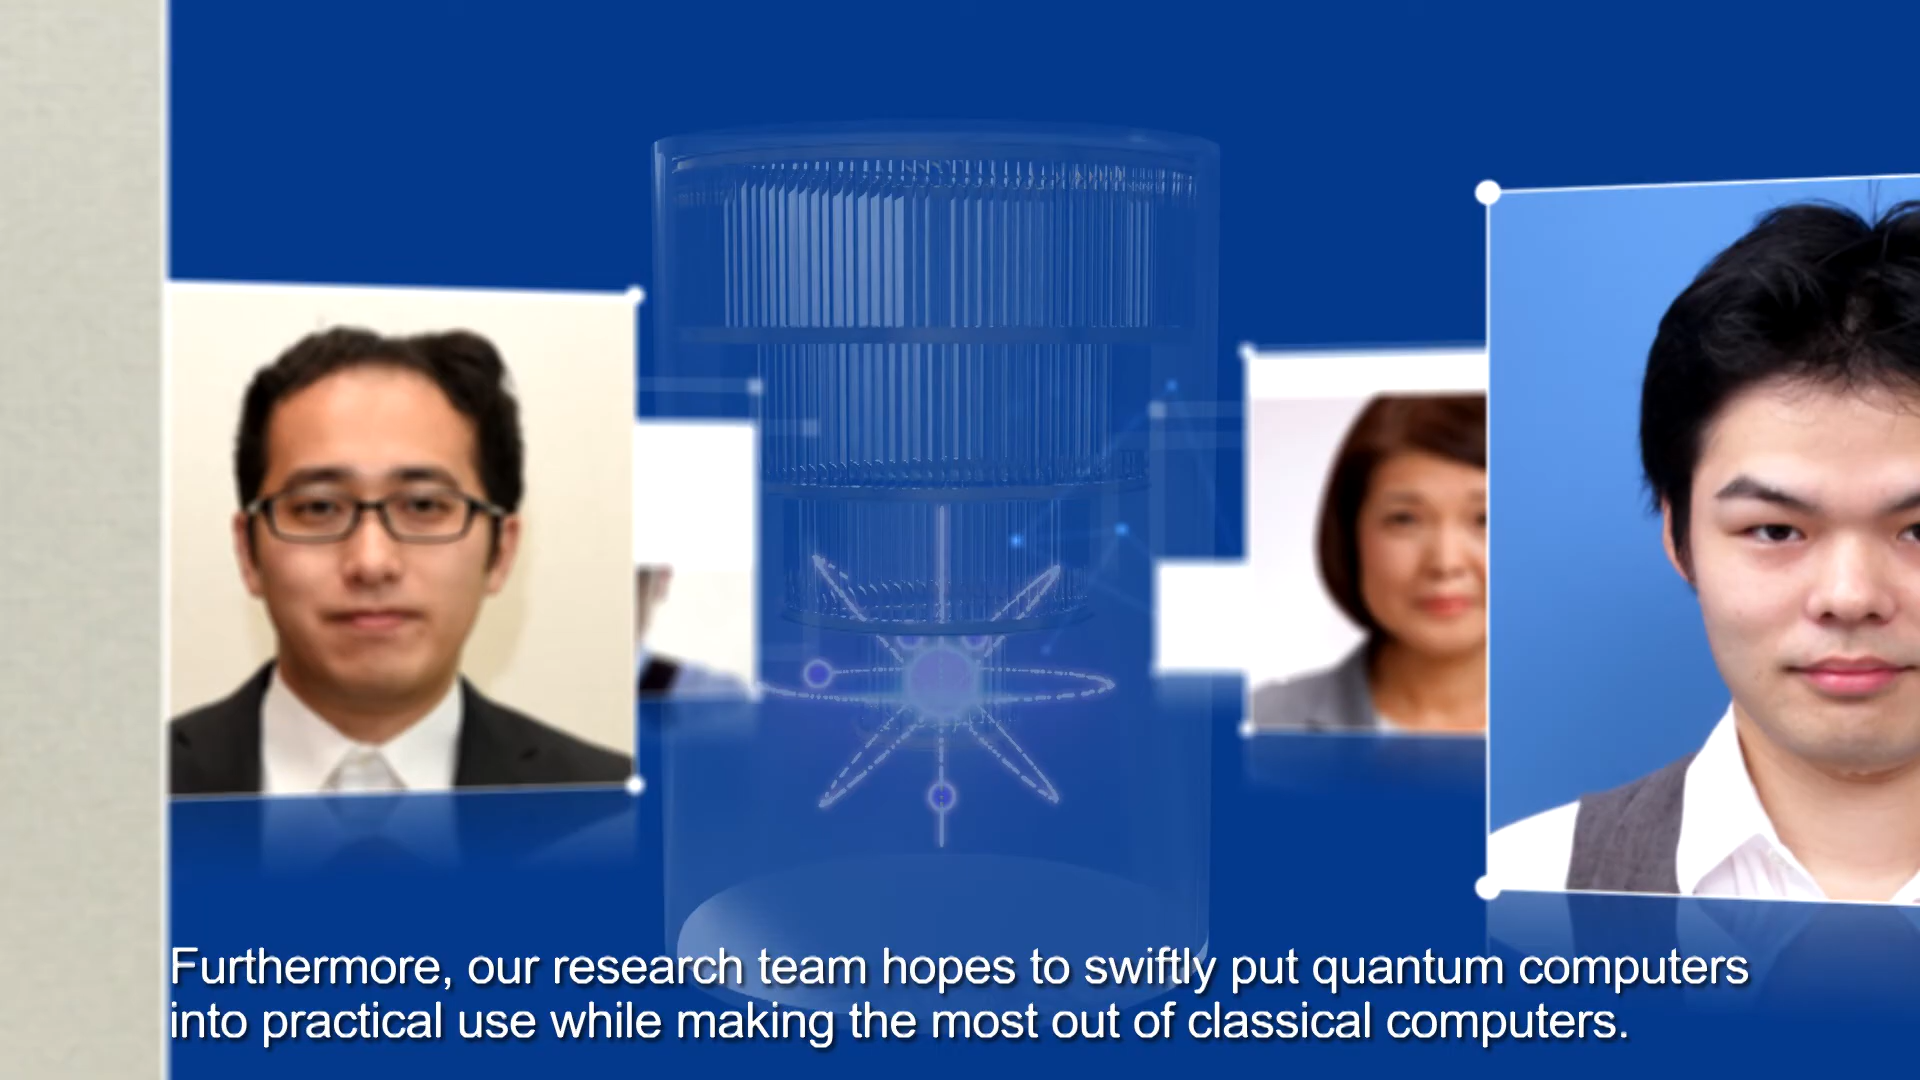 Furthermore, our research team hopes to swiftly put quantum computers
into practical use while making the most out of classical computers.